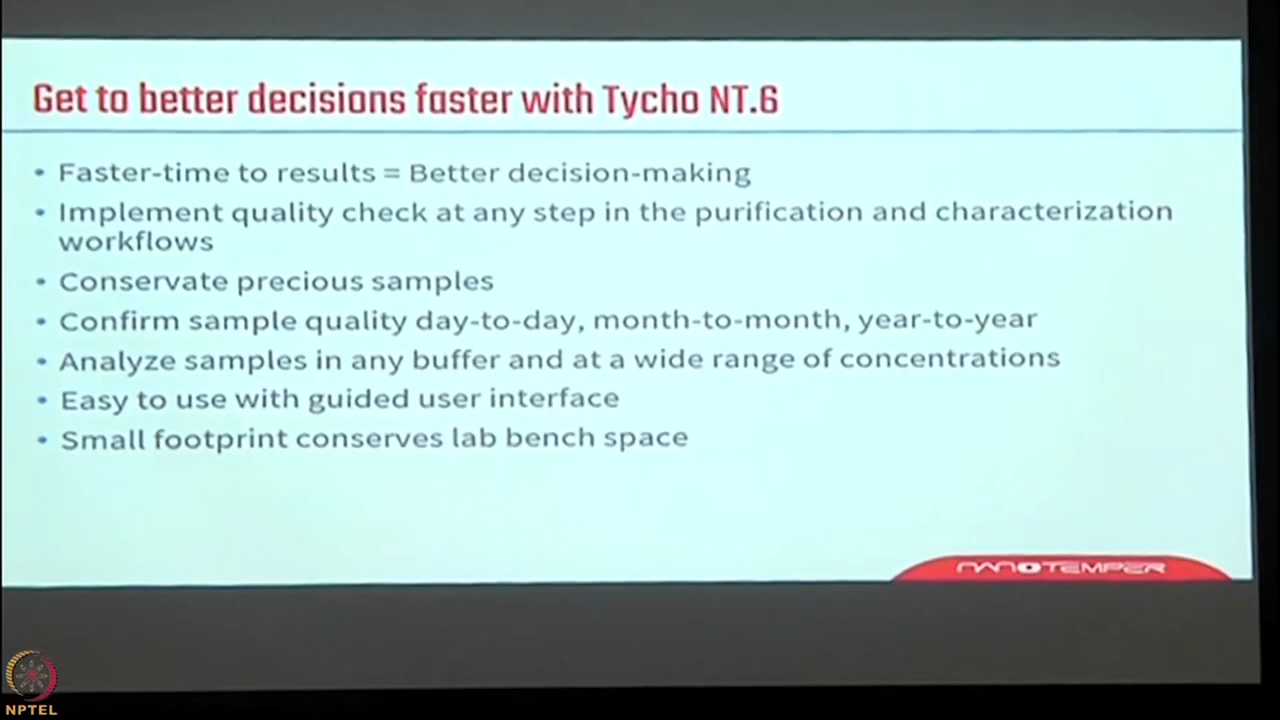 Get to better decisions faster with Tycho NT.6
• Faster-time to results = Better decision-making
• Implement quality check at any step in the purification and characterization
workflows
• Conservate precious samples
• Confirm sample quality day-to-day, month-to-month, year-to-year
• Analyze samples in any buffer and at a wide range of concentrations
• Easy to use with guided user interface
• Small footprint conserves lab bench space
NANOTEMPER
NPTEL